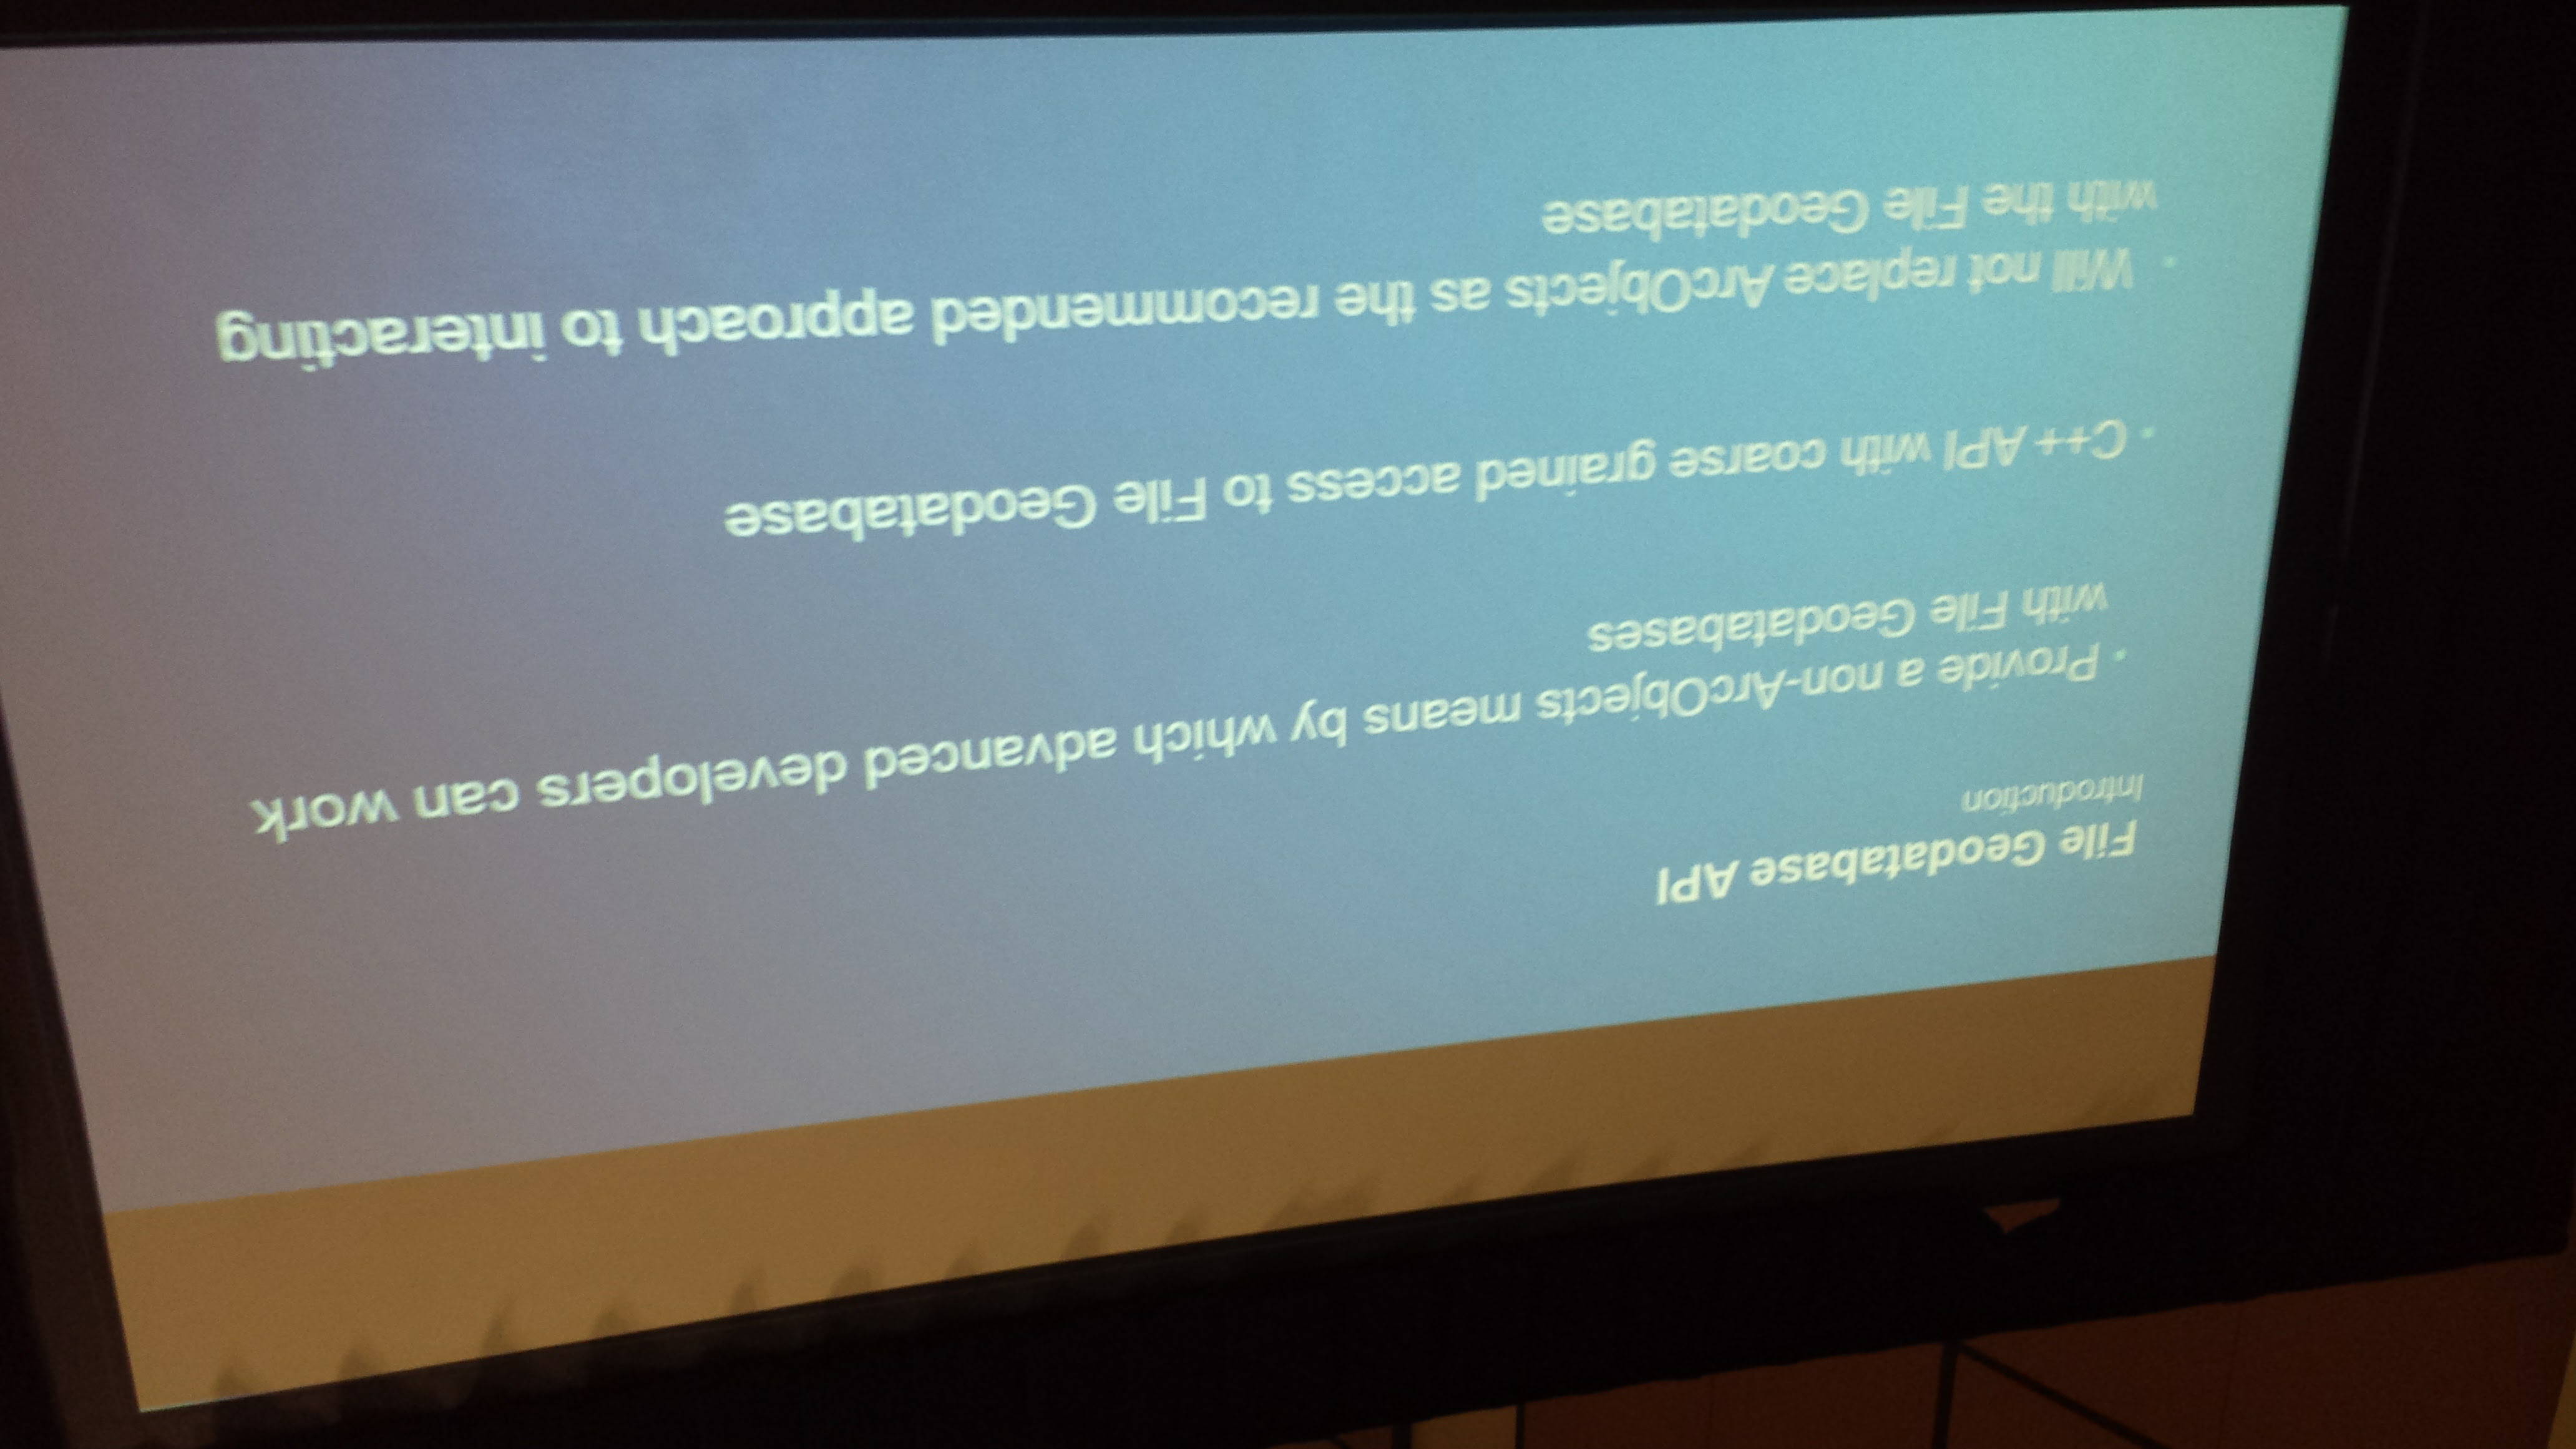 File Geodatabase API
Introduction
· Provide a non-ArcObjects means by which advanced developers can work
with File Geodatabases
· C++ API with coarse grained access to File Geodatabase
· Will not replace ArcObjects as the recommended approach to interacting
with the File Geodatabase